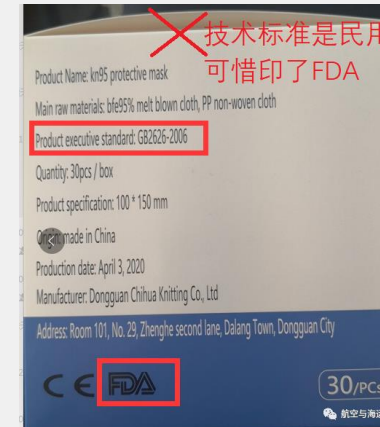 技术标准是民用
可惜印了FDA
Product Name: kn95 protective mask
Main raw materials: bfe95% melt blown cloth, PP non-woven cloth
Product executive standard: GB2626-2006
Quantity: 30pcs / box
Product specification: 100 * 150 mm
Origin: made in China
Production date: April 3, 2020
Manufacturer: Dongguan Chihua Knitting Co., Ltd
Address: Room 101, No. 29, Zhenghe second lane, Dalang Town, Dongguan City
CE FDA
30/PCs
航空与海运